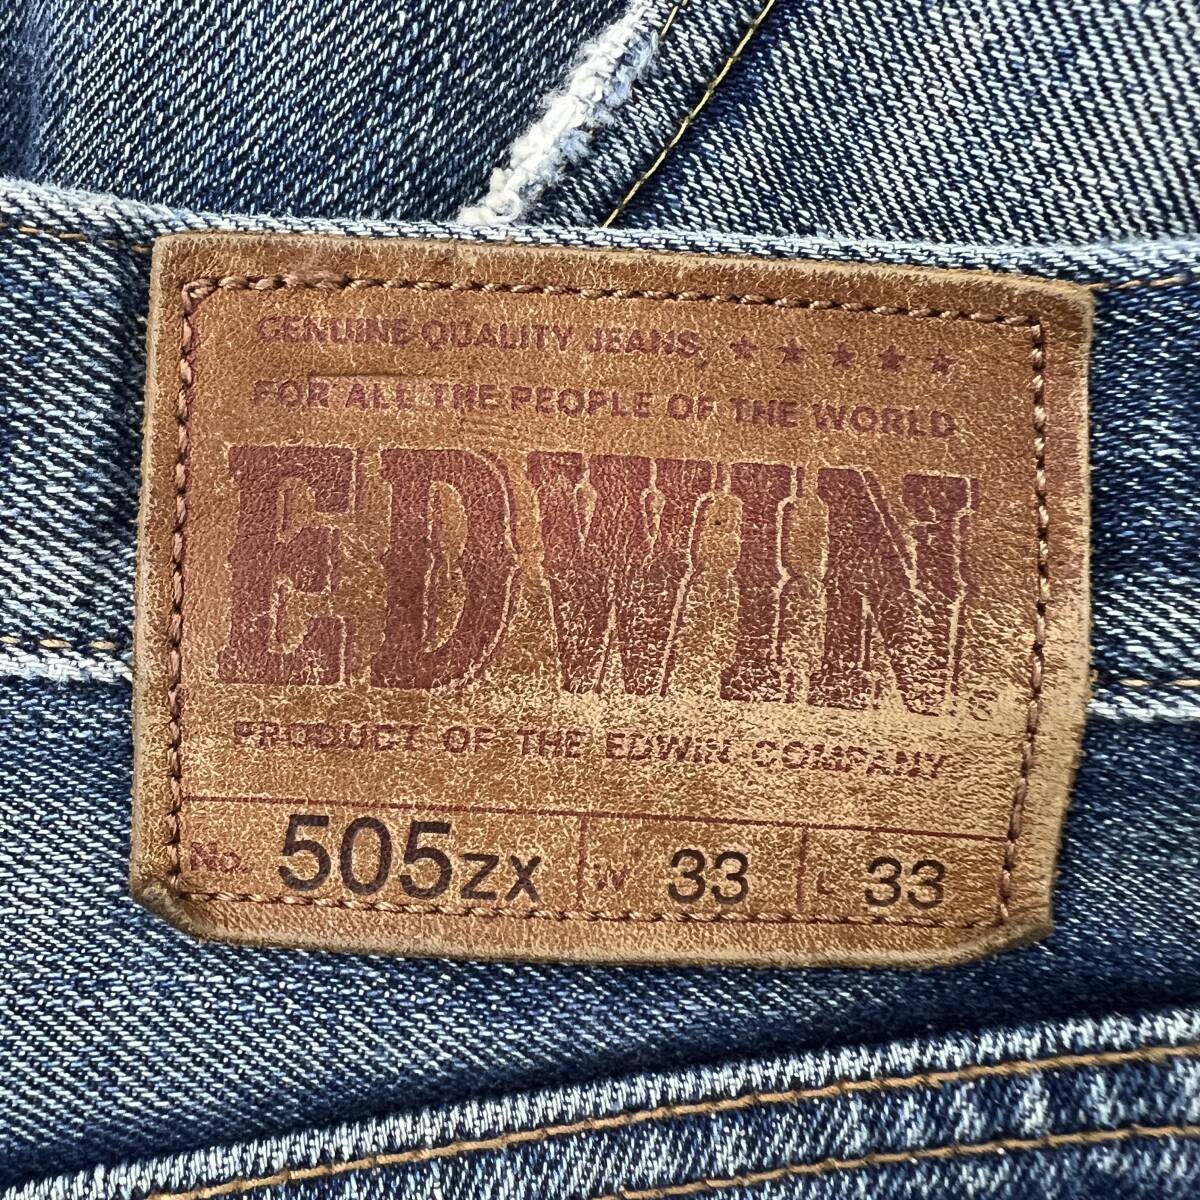 GENUINE QUALITY JEANS ★ ★ ★ ★ ★
FOR ALL THE PEOPLE OF THE WORLD
EDWIN®
PRODUCT OF THE EDWIN COMPANY
No. 505ZX W 33 L 33